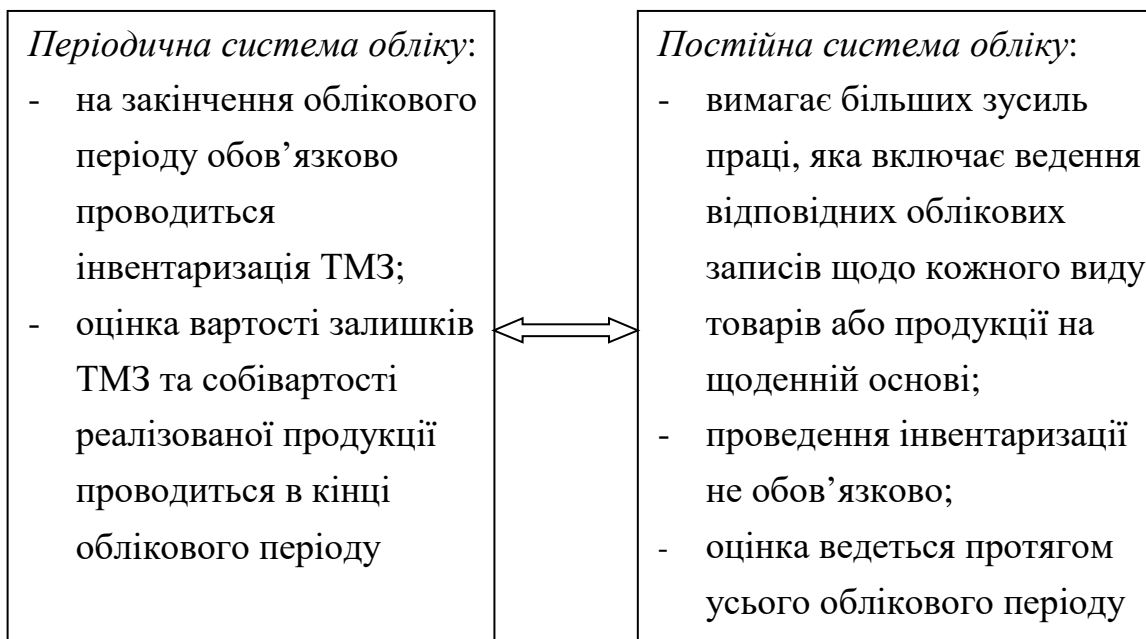 Періодична система обліку:
- на закінчення облікового
періоду обов’язково
проводиться
інвентаризація ТМЗ;
- оцінка вартості залишків
ТМЗ та собівартості
реалізованої продукції
проводиться в кінці
облікового періоду
Постійна система обліку:
- вимагає більших зусиль
праці, яка включає ведення
відповідних облікових
записів щодо кожного виду
товарів або продукції на
щоденній основі;
- проведення інвентаризації
не обов’язково;
- оцінка ведеться протягом
усього облікового періоду